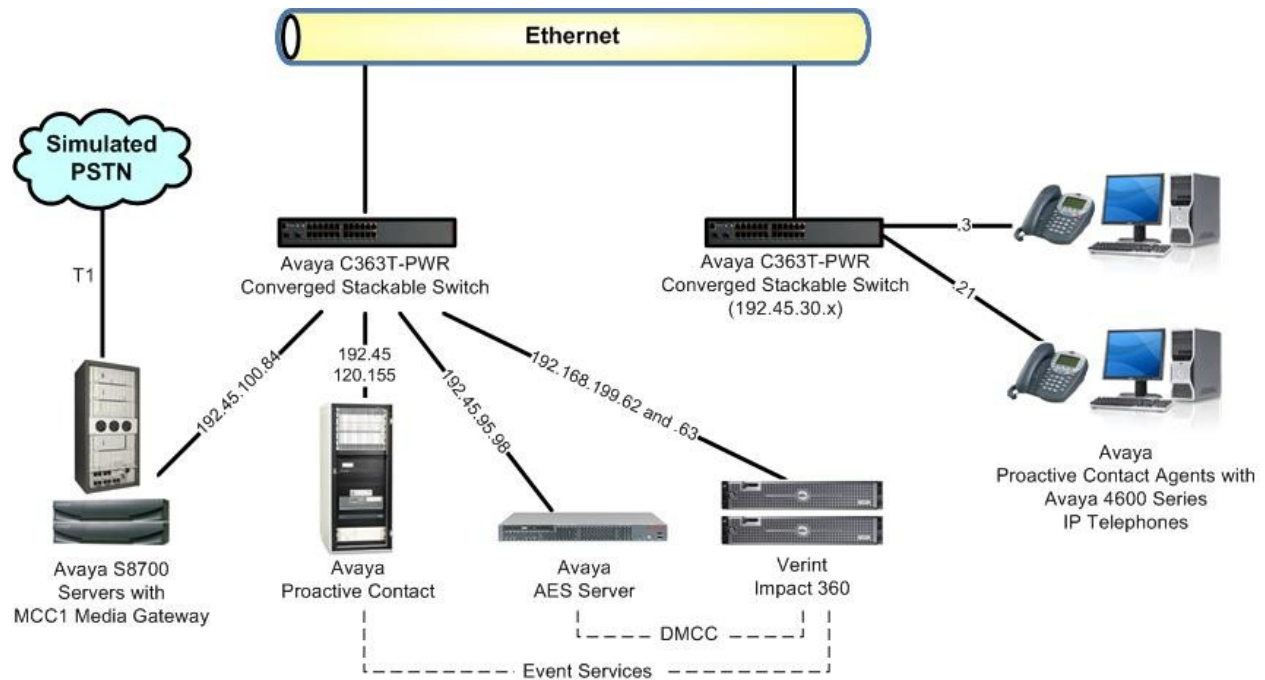 Ethernet
Simulated
PSTN
T1
Avaya C363T-PWR
Converged Stackable Switch
Avaya C363T-PWR
Converged Stackable Switch
(192.45.30.x)
.3
.21
192.45.100.84
192.45
120.155
192.45.95.98
192.168.199.62 and .63
Avaya S8700
Servers with
MCC1 Media Gateway
Avaya
Proactive Contact
Avaya
AES Server
Verint
Impact 360
Avaya
Proactive Contact Agents with
Avaya 4600 Series
IP Telephones
DMCC
Event Services